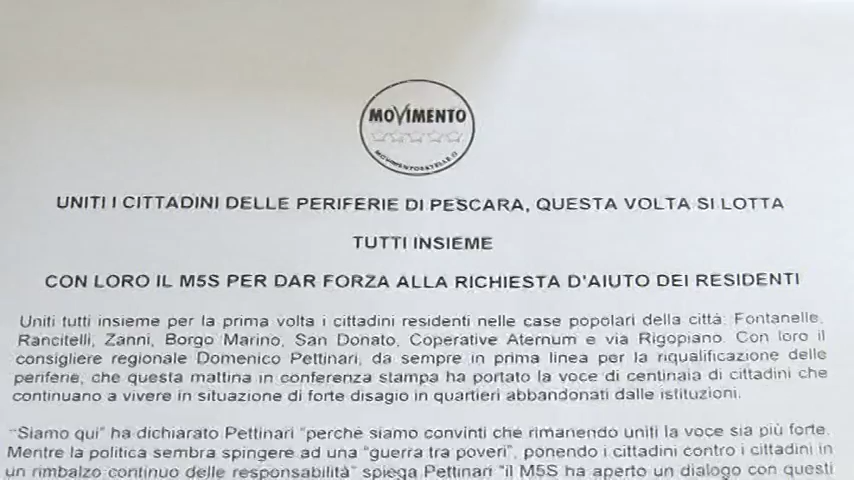 MOVIMENTO
MOVIMENTO5STELLE.IT
UNITI I CITTADINI DELLE PERIFERIE DI PESCARA, QUESTA VOLTA SI LOTTA
TUTTI INSIEME
CON LORO IL M5S PER DAR FORZA ALLA RICHIESTA D'AIUTO DEI RESIDENTI
Uniti tutti insieme per la prima volta i cittadini residenti nelle case popolari della città: Fontanelle,
Rancitelli, Zanni, Borgo Marino, San Donato, Coperative Aternum e via Rigopiano. Con loro il
consigliere regionale Domenico Pettinari, da sempre in prima linea per la riqualificazione delle
periferie, che questa mattina in conferenza stampa ha portato la voce di centinaia di cittadini che
continuano a vivere in situazione di forte disagio in quartieri abbandonati dalle istituzioni.
"Siamo qui" ha dichiarato Pettinari "perché siamo convinti che rimanendo uniti la voce sia più forte.
Mentre la politica sembra spingere ad una "guerra tra poveri", ponendo i cittadini contro i cittadini in
un rimbalzo continuo delle responsabilità" spiega Pettinari "il M5S ha aperto un dialogo con questi